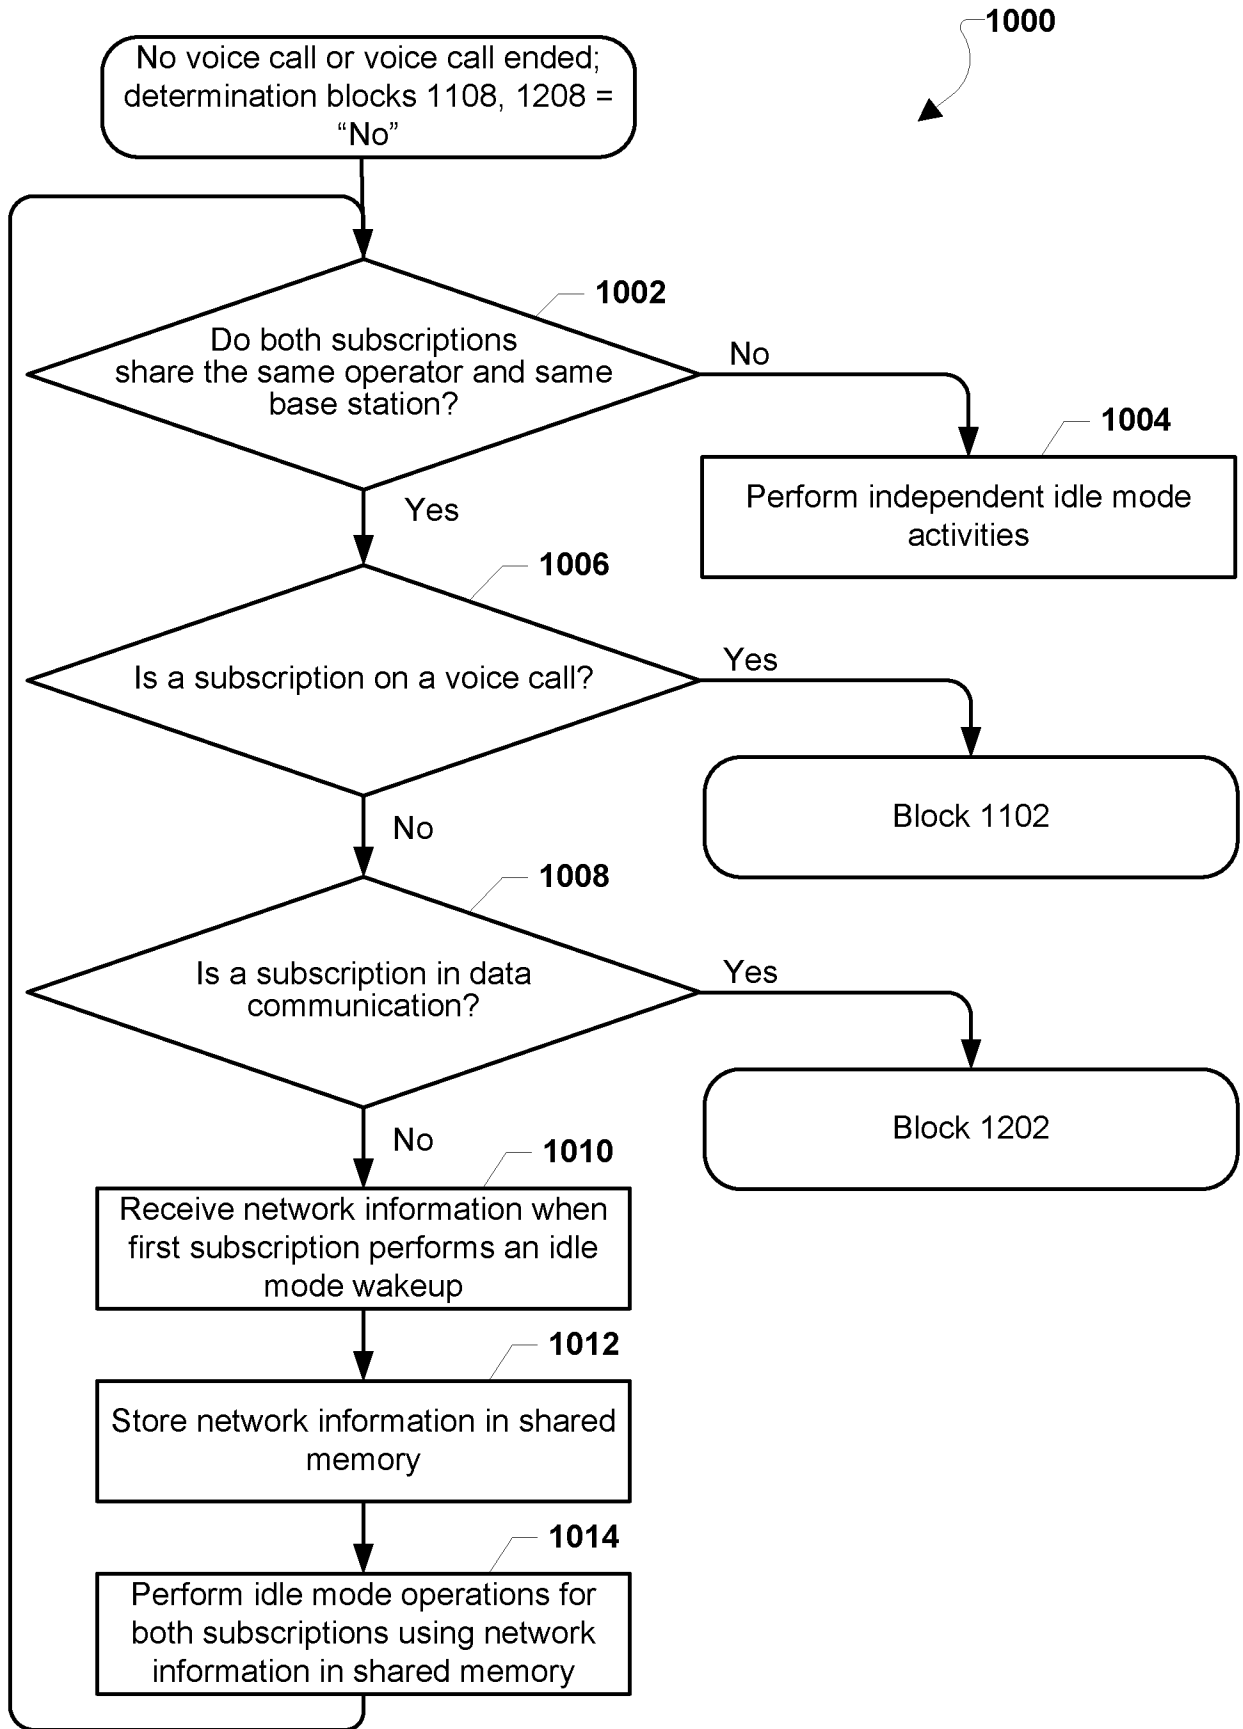 1000
No voice call or voice call ended;
determination blocks 1108, 1208 =
“No”
1002
Do both subscriptions
share the same operator and same
base station?
No
1004
Perform independent idle mode
activities
Yes
1006
Is a subscription on a voice call?
Yes
Block 1102
No
1008
Is a subscription in data
communication?
Yes
Block 1202
No
1010
Receive network information when
first subscription performs an idle
mode wakeup
1012
Store network information in shared
memory
1014
Perform idle mode operations for
both subscriptions using network
information in shared memory